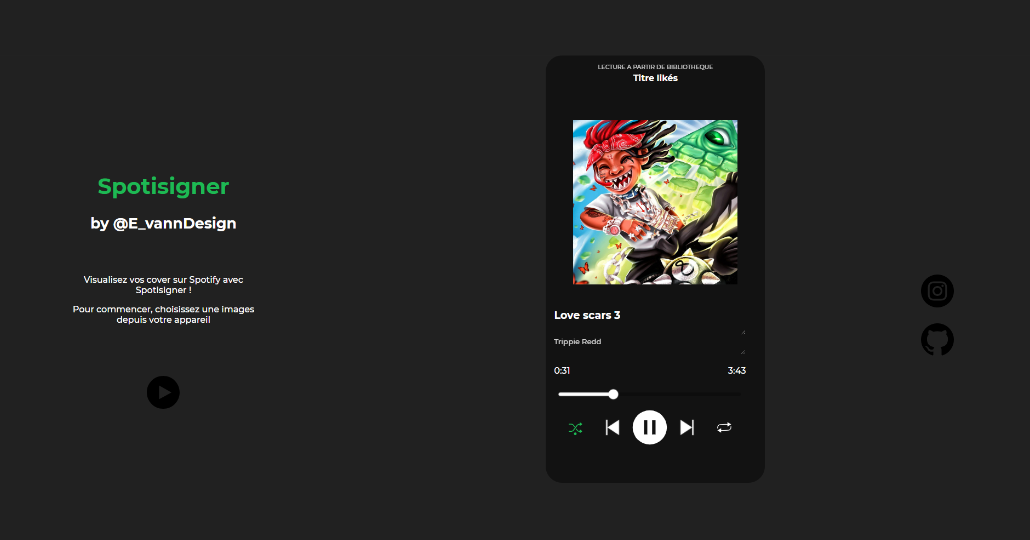 Spotisigner
by @E_vannDesign
Visualisez vos cover sur Spotify avec
Spotisigner !
Pour commencer, choisissez une images
depuis votre appareil
LECTURE A PARTIR DE BIBLIOTHEQUE
Titre likés
Love scars 3
Trippie Redd
0:31
3:43